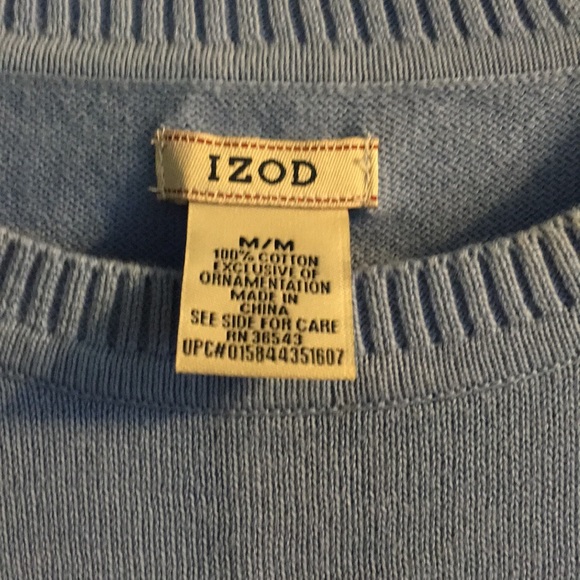 IZOD
M/M
100% COTTON
EXCLUSIVE OF
ORNAMENTATION
MADE IN
CHINA
SEE SIDE FOR CARE
RN 36543
UPC#015844351607